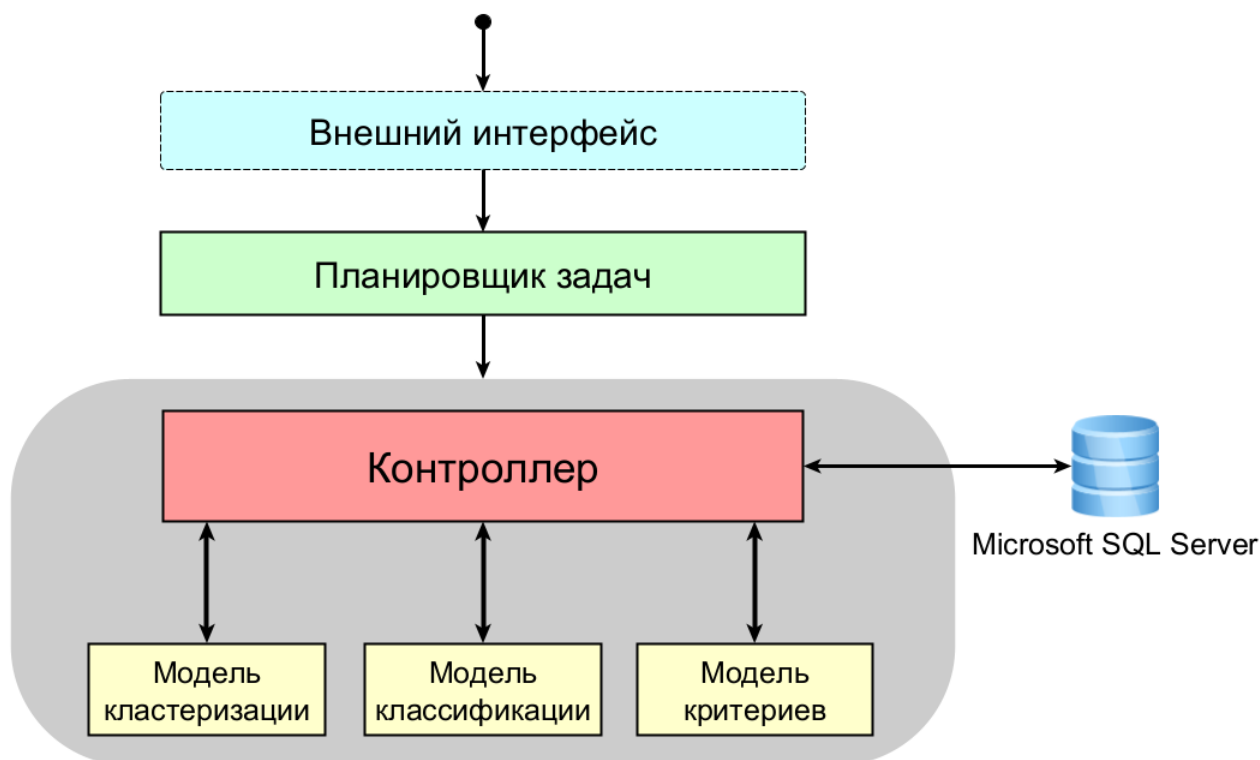 Внешний интерфейс
Планировщик задач
Контроллер
Microsoft SQL Server
Модель
кластеризации
Модель
классификации
Модель
критериев